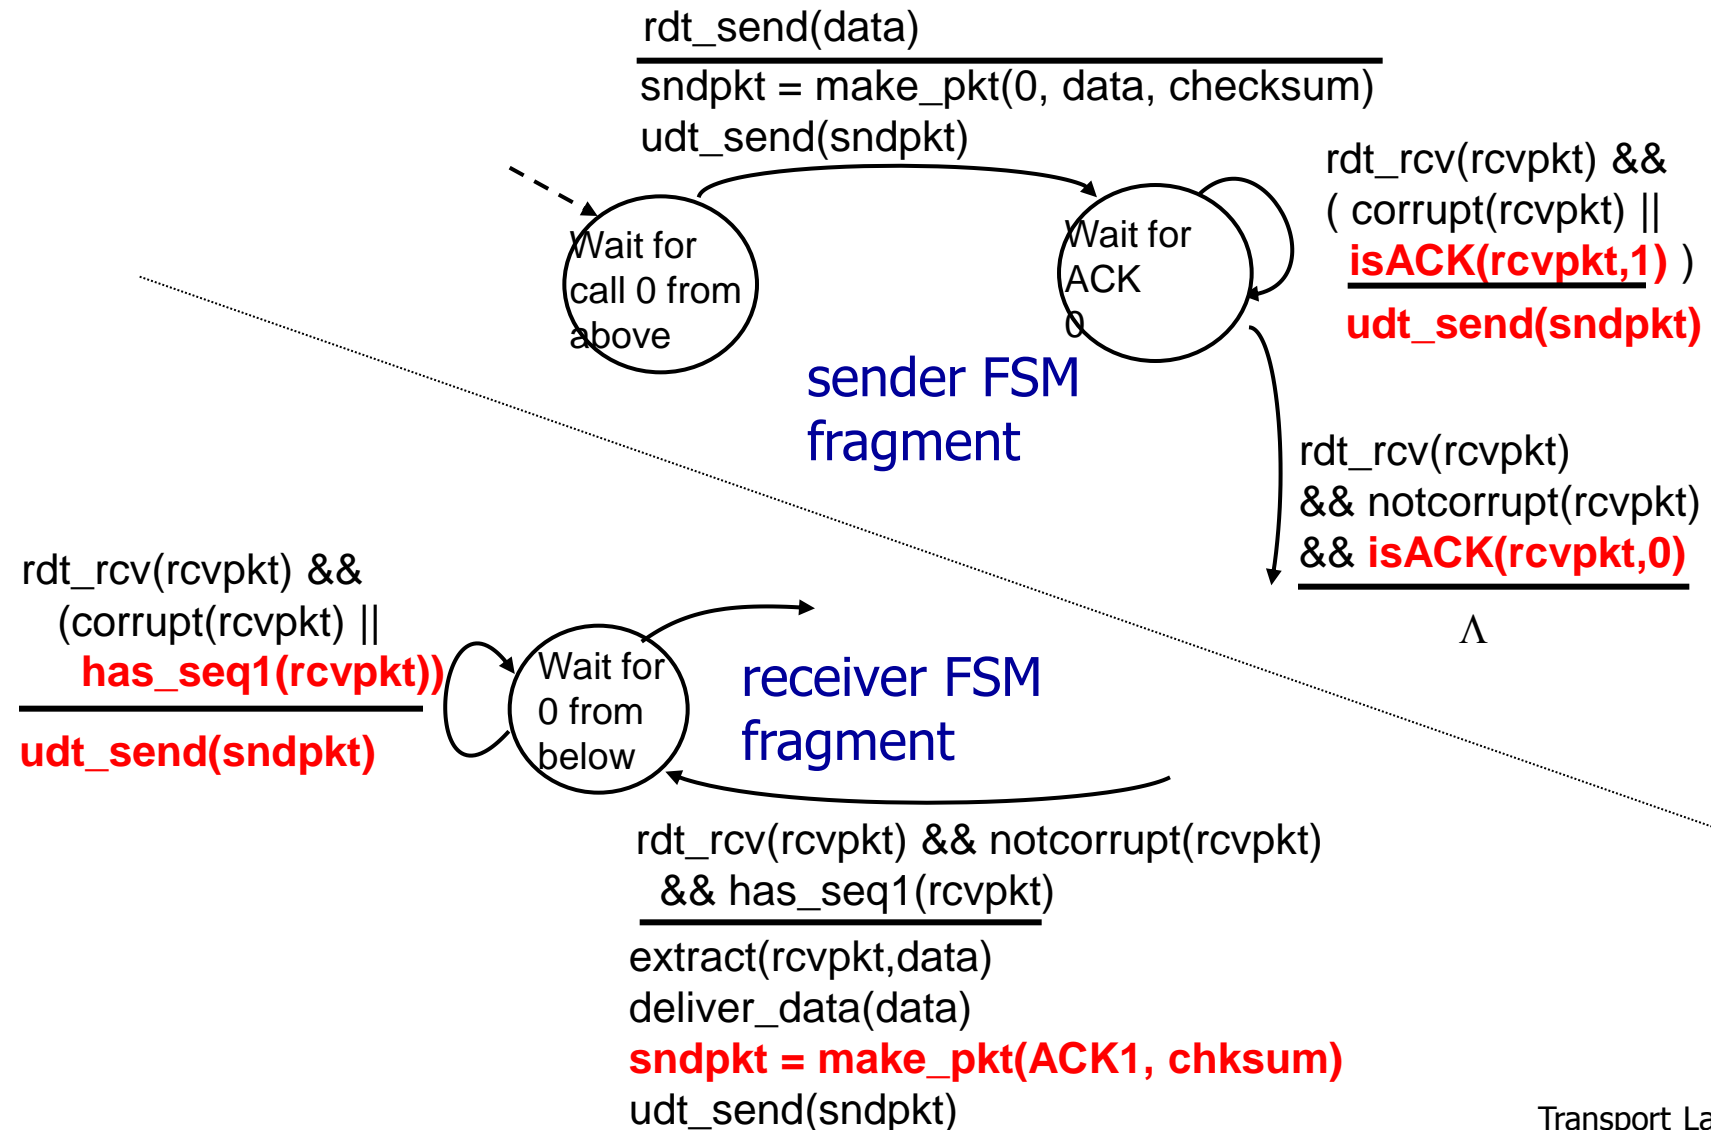 rdt_send(data)
sndpkt = make_pkt(0, data, checksum)
udt_send(sndpkt)
Wait for
call 0 from
above
Wait for
ACK
0
rdt_rcv(rcvpkt) &&
( corrupt(rcvpkt) ||
isACK(rcvpkt,1) )
udt_send(sndpkt)
sender FSM
fragment
rdt_rcv(rcvpkt)
&& notcorrupt(rcvpkt)
&& isACK(rcvpkt,0)
Λ
rdt_rcv(rcvpkt) &&
(corrupt(rcvpkt) ||
has_seq1(rcvpkt))
udt_send(sndpkt)
Wait for
0 from
below
receiver FSM
fragment
rdt_rcv(rcvpkt) && notcorrupt(rcvpkt)
&& has_seq1(rcvpkt)
extract(rcvpkt,data)
deliver_data(data)
sndpkt = make_pkt(ACK1, chksum)
udt_send(sndpkt)
Transport La